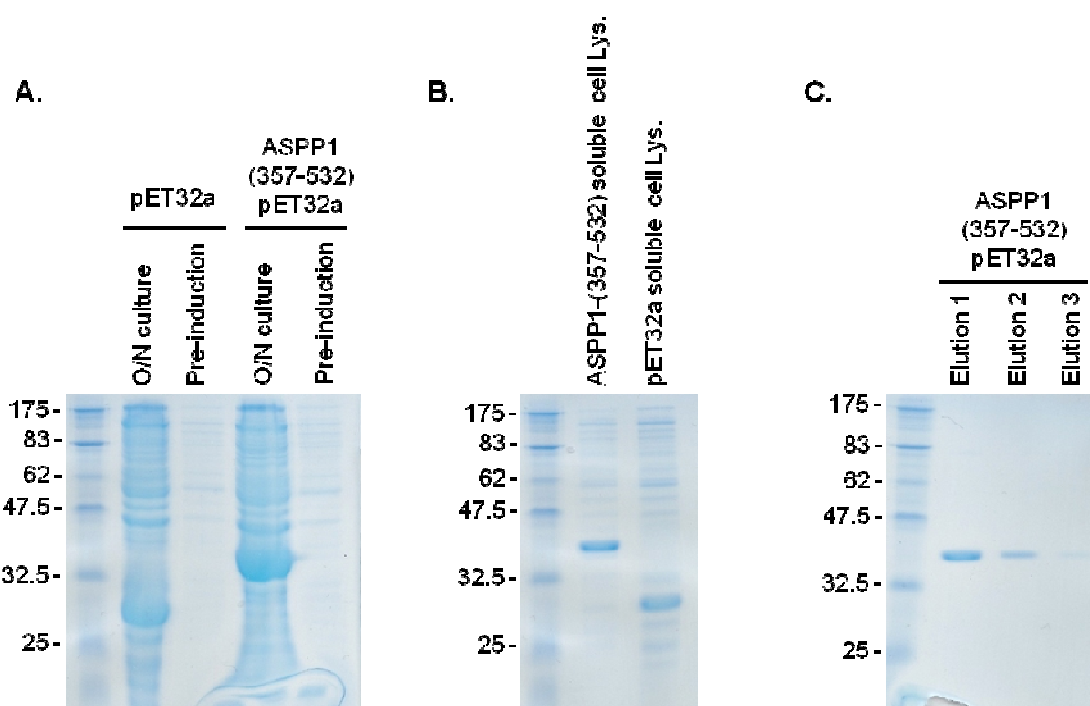 A.
pET32a
ASPP1
(357-532)
pET32a
O/N culture
Pre-induction
O/N culture
Pre-induction
175-
83-
62-
47.5-
32.5-
25-
B.
ASPP1-(357-532) soluble cell Lys.
pET32a soluble cell Lys.
175-
83-
62-
47.5-
32.5-
25-
C.
ASPP1
(357-532)
pET32a
Elution 1
Elution 2
Elution 3
175-
83-
62-
47.5-
32.5-
25-